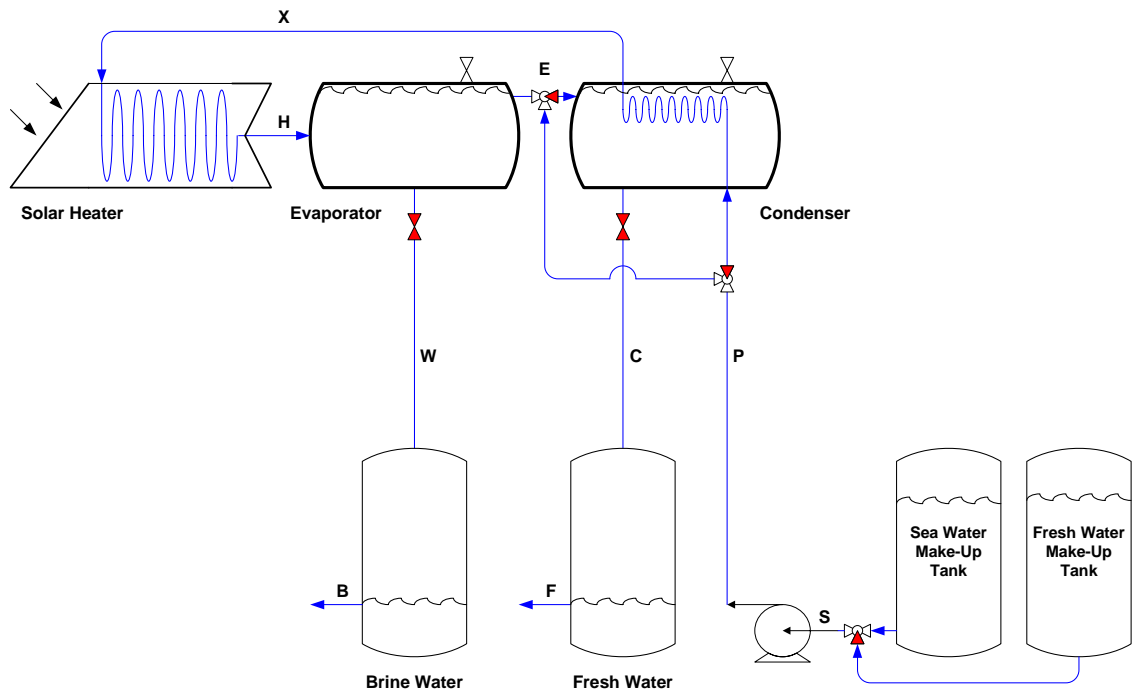 X
E
H
Solar Heater
Evaporator
Condenser
W
C
P
Sea Water
Make-Up
Tank
Fresh Water
Make-Up
Tank
B
F
S
Brine Water
Fresh Water